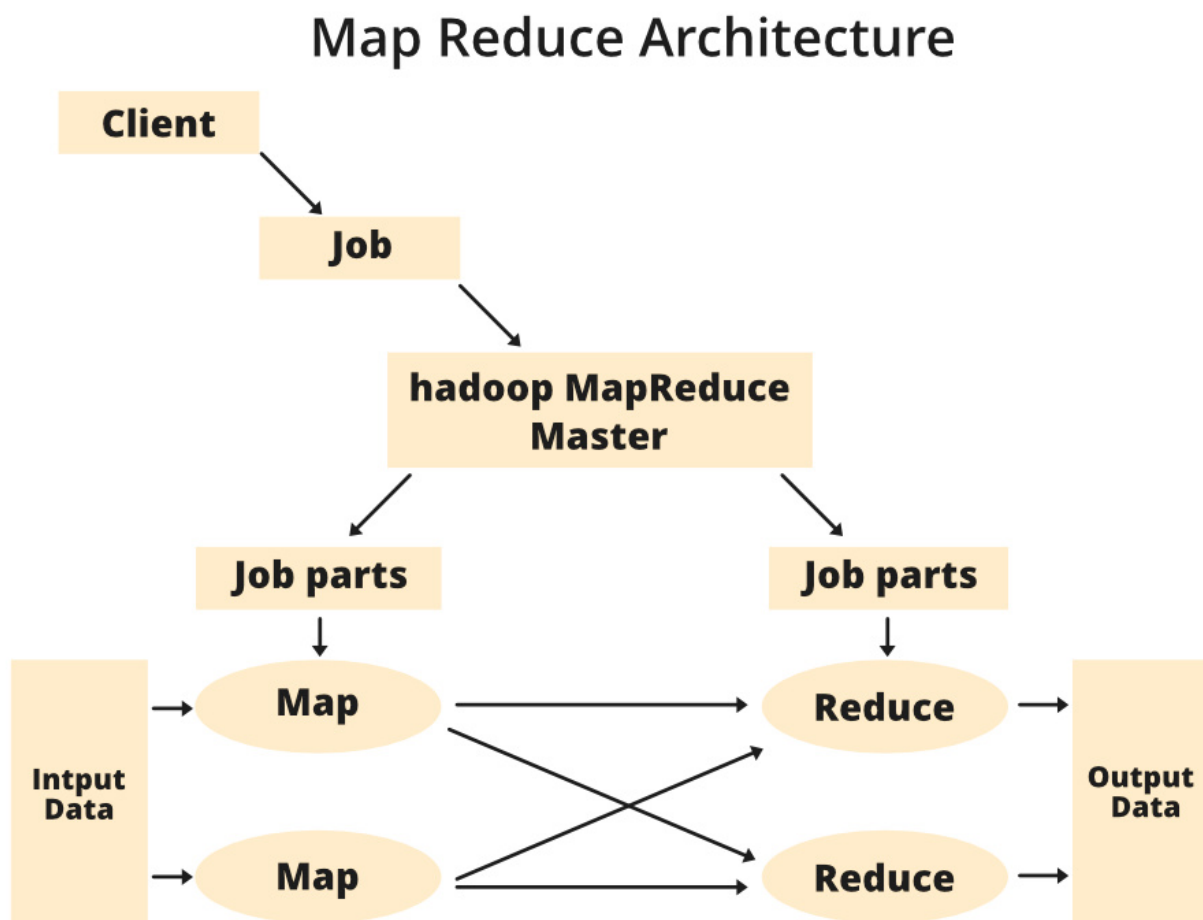 Map Reduce Architecture
Client
Job
hadoop MapReduce
Master
Job parts
Job parts
Map
Reduce
Intput
Data
Output
Data
Map
Reduce